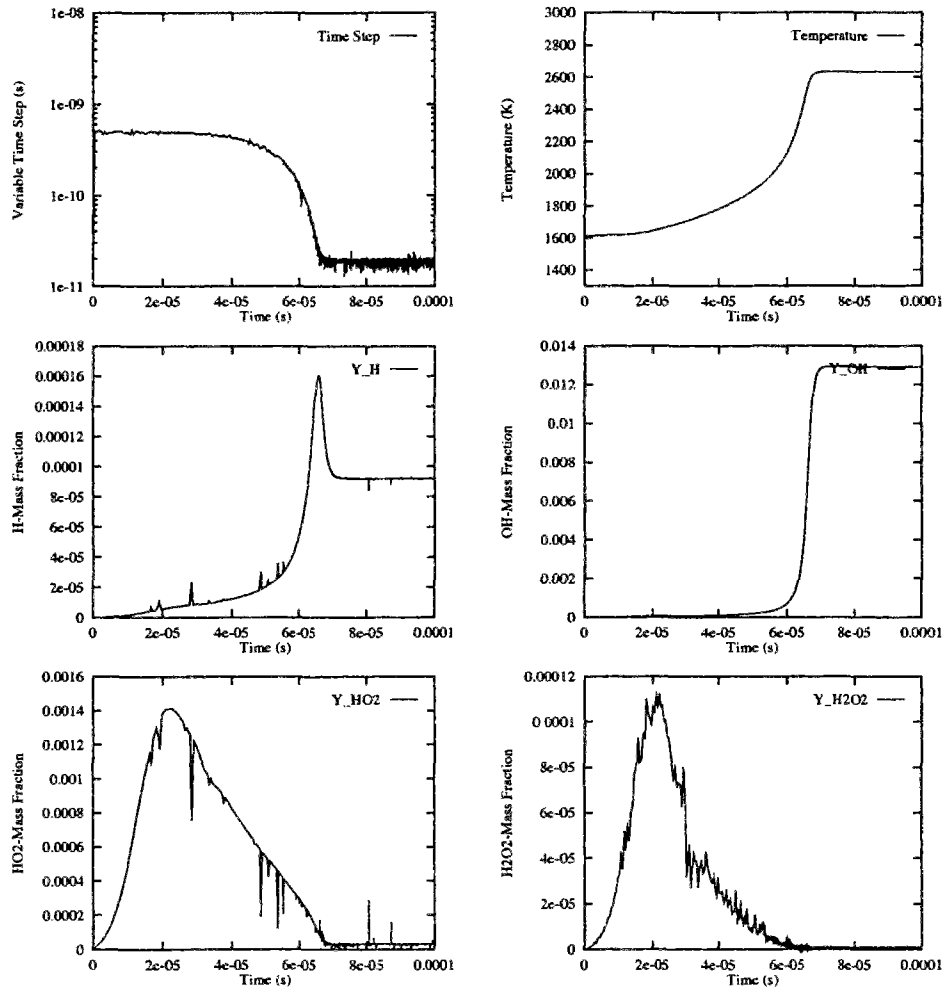 1e-08
1e-09
1e-10
1e-11
Variable Time Step (s)
Time Step
0 2e-05 4e-05 6e-05 8e-05 0.0001
Time (s)
3000
2800
2600
2400
2200
2000
1800
1600
1400
Temperature (K)
Temperature
0 2e-05 4e-05 6e-05 8e-05 0.0001
Time (s)
0.00018
0.00016
0.00014
0.00012
0.0001
8e-05
6e-05
4e-05
2e-05
0
H-Mass Fraction
Y_H
0 2e-05 4e-05 6e-05 8e-05 0.0001
Time (s)
0.014
0.012
0.01
0.008
0.006
0.004
0.002
0
OH-Mass Fraction
Y_OH
0 2e-05 4e-05 6e-05 8e-05 0.0001
Time (s)
0.0016
0.0014
0.0012
0.001
0.0008
0.0006
0.0004
0.0002
0
HO2-Mass Fraction
Y_HO2
0 2e-05 4e-05 6e-05 8e-05 0.0001
Time (s)
0.00012
0 0001
8e-05
6e-05
4e-05
2e-05
0
H2O2-Mass Fraction
Y_H2O2
0 2e-05 4e-05 6e-05 8e-05 0.0001
Time (s)